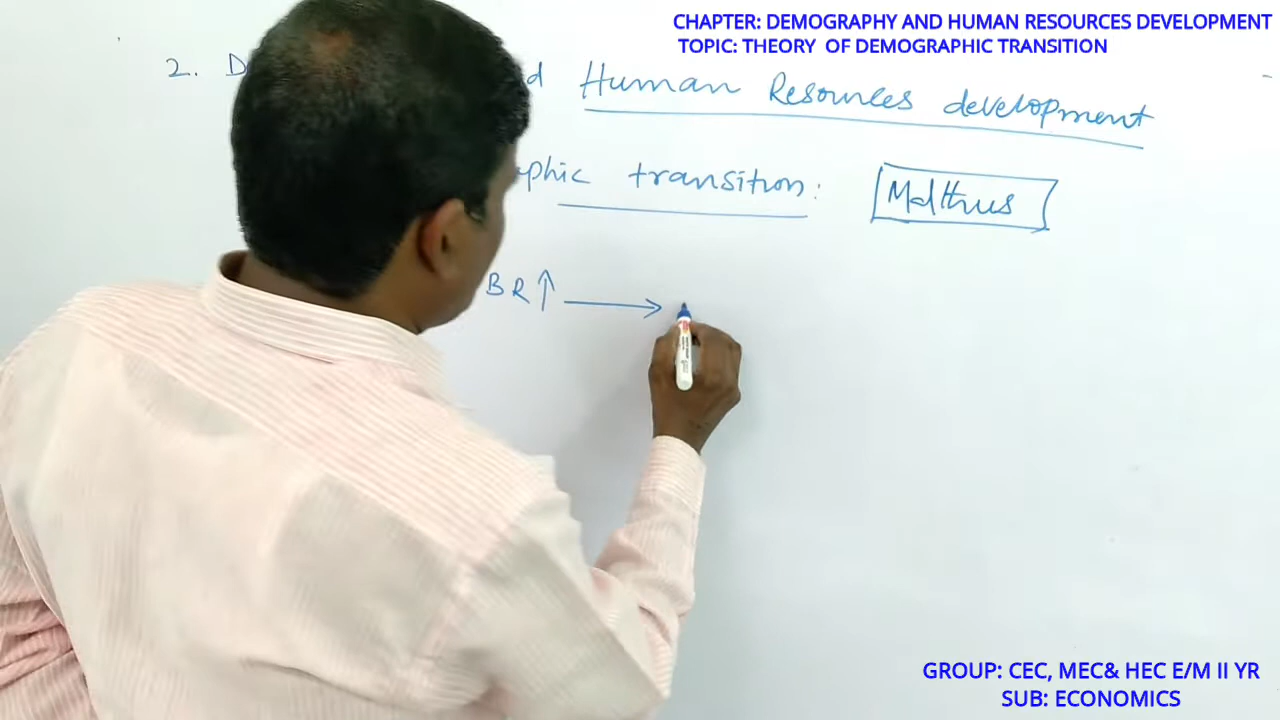 CHAPTER: DEMOGRAPHY AND HUMAN RESOURCES DEVELOPMENT
TOPIC: THEORY OF DEMOGRAPHIC TRANSITION
2. D d Human Resources development
phic transition: Malthus
BR↑ →
GROUP: CEC, MEC& HEC E/M II YR
SUB: ECONOMICS